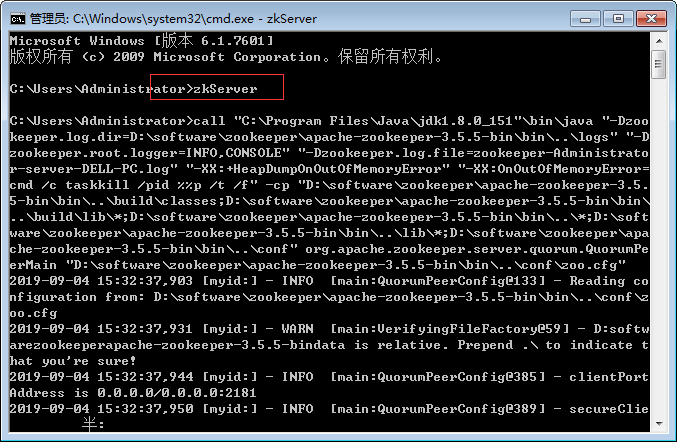 管理员: C:\Windows\system32\cmd.exe - zkServer
Microsoft Windows [版本 6.1.7601]
版权所有 (c) 2009 Microsoft Corporation。保留所有权利。
C:\Users\Administrator>zkServer
C:\Users\Administrator>call "C:\Program Files\Java\jdk1.8.0_151"\bin\java "-Dzoo
keeper.log.dir=D:\software\zookeeper\apache-zookeeper-3.5.5-bin\bin\..\logs" "-D
zookeeper.root.logger=INFO,CONSOLE" "-Dzookeeper.log.file=zookeeper-Administrato
r-server-DELL-PC.log" "-XX:+HeapDumpOnOutOfMemoryError" "-XX:OnOutOfMemoryError=
cmd /c taskkill /pid %%p /t /f" -cp "D:\software\zookeeper\apache-zookeeper-3.5.
5-bin\bin\..\build\classes;D:\software\zookeeper\apache-zookeeper-3.5.5-bin\bin\
..\build\lib\*;D:\software\zookeeper\apache-zookeeper-3.5.5-bin\bin\..\*;D:\soft
ware\zookeeper\apache-zookeeper-3.5.5-bin\bin\..\lib\*;D:\software\zookeeper\apa
che-zookeeper-3.5.5-bin\bin\..\conf" org.apache.zookeeper.server.quorum.QuorumPe
erMain "D:\software\zookeeper\apache-zookeeper-3.5.5-bin\bin\..\conf\zoo.cfg"
2019-09-04 15:32:37,903 [myid:] - INFO  [main:QuorumPeerConfig@133] - Reading co
nfiguration from: D:\software\zookeeper\apache-zookeeper-3.5.5-bin\bin\..\conf\z
oo.cfg
2019-09-04 15:32:37,931 [myid:] - WARN  [main:VerifyingFileFactory@59] - D:softw
arezookeeperapache-zookeeper-3.5.5-bindata is relative. Prepend .\ to indicate t
hat you're sure!
2019-09-04 15:32:37,944 [myid:] - INFO  [main:QuorumPeerConfig@385] - clientPort
Address is 0.0.0.0/0.0.0.0:2181
2019-09-04 15:32:37,950 [myid:] - INFO  [main:QuorumPeerConfig@389] - secureClie
半: